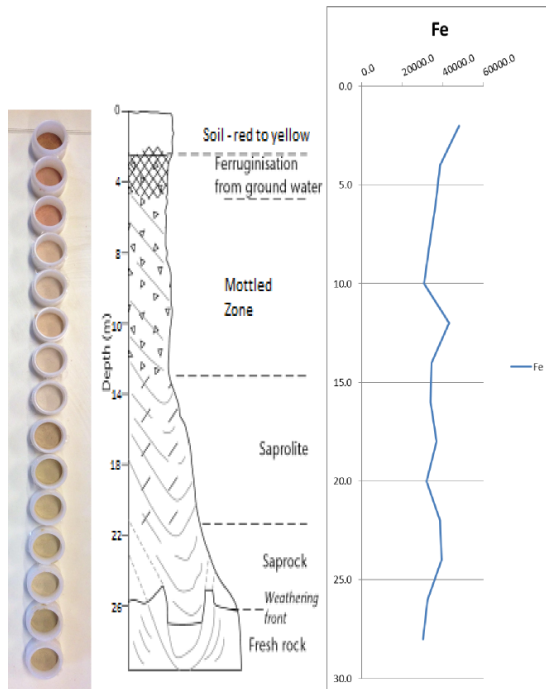 0
4
8
10
14
18
22
28
Depth (m)
Soil - red to yellow
Ferruginisation
from ground water
Mottled
Zone
Saprolite
Saprock
Weathering
front
Fresh rock
Fe
0.0
20000.0
40000.0
60000.0
0.0
5.0
10.0
15.0
20.0
25.0
30.0
Fe